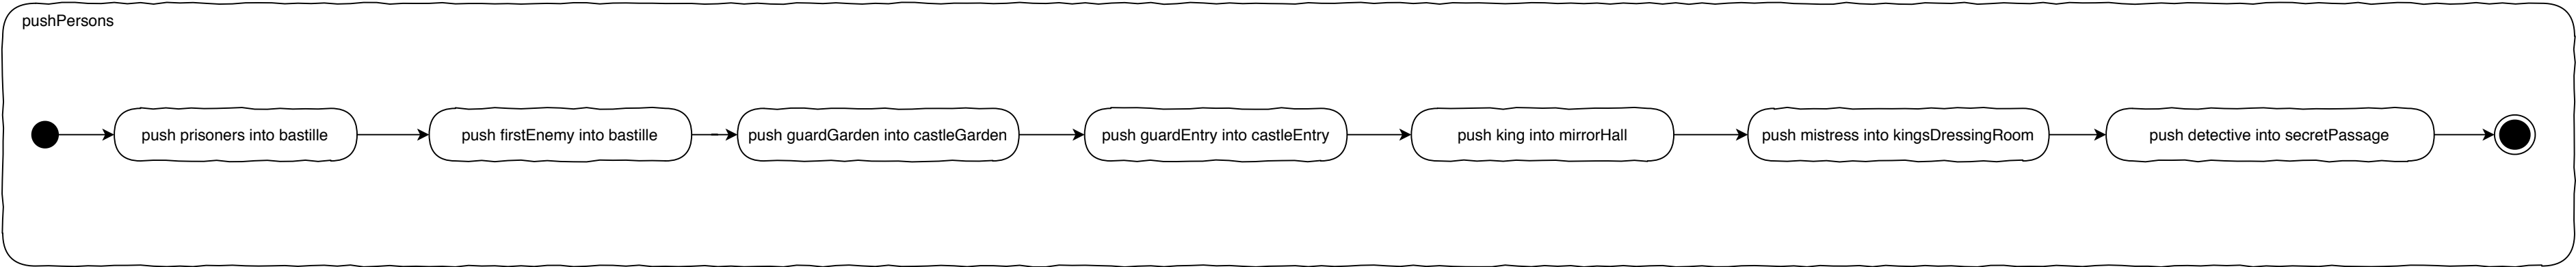 pushPersons
push prisoners into bastille
push firstEnemy into bastille
push guardGarden into castleGarden
push guardEntry into castleEntry
push king into mirrorHall
push mistress into kingsDressingRoom
push detective into secretPassage